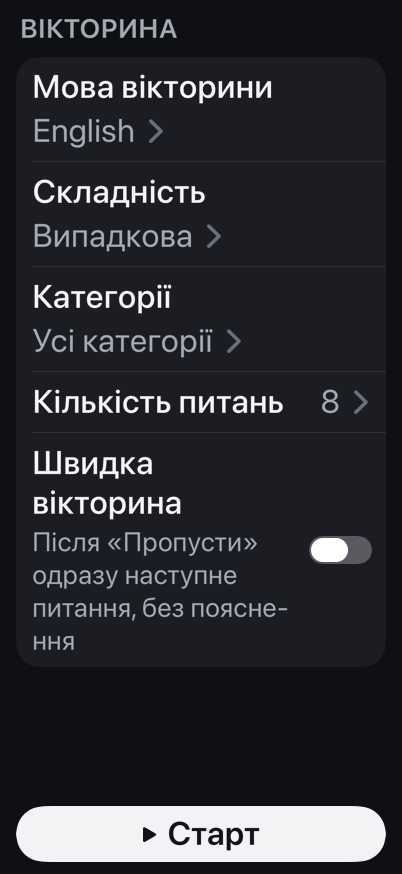 ВІКТОРИНА
Мова вікторини
English
Складність
Випадкова
Категорії
Усі категорії
Кількість питань 8
Швидка
вікторина
Після «Пропусти»
одразу наступне
питання, без поясне-
ння
Старт